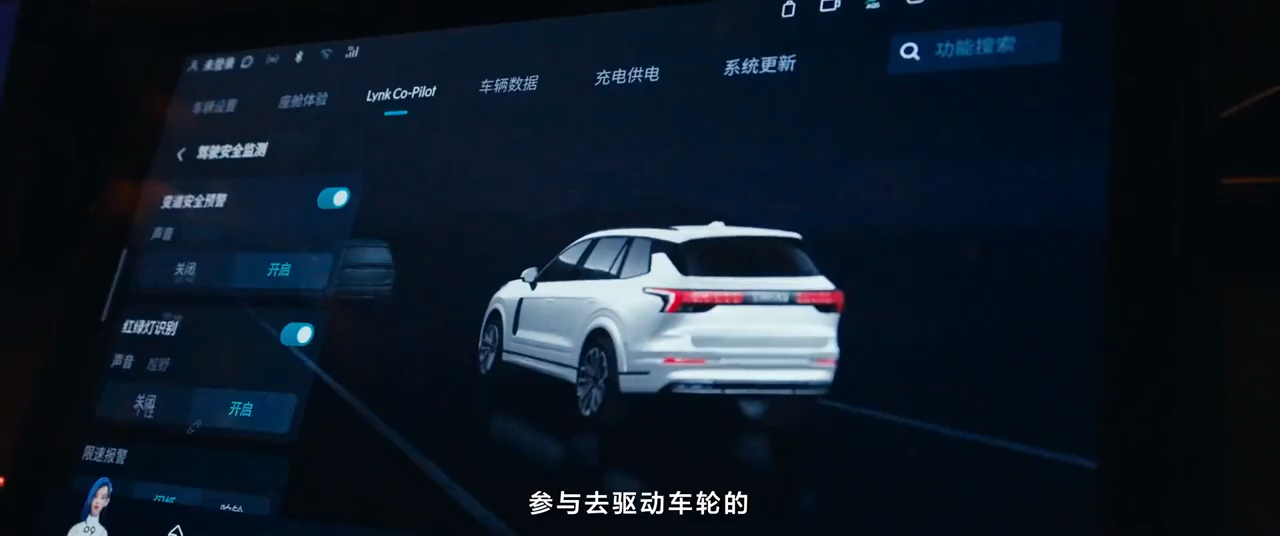 未登录
AQS
功能搜索
车辆设置 座舱体验 Lynk Co-Pilot 车辆数据 充电供电 系统更新
驾驶安全监测
变道安全预警
声音
关闭 开启
红绿灯识别
声音
关闭 开启
限速报警
参与去驱动车轮的